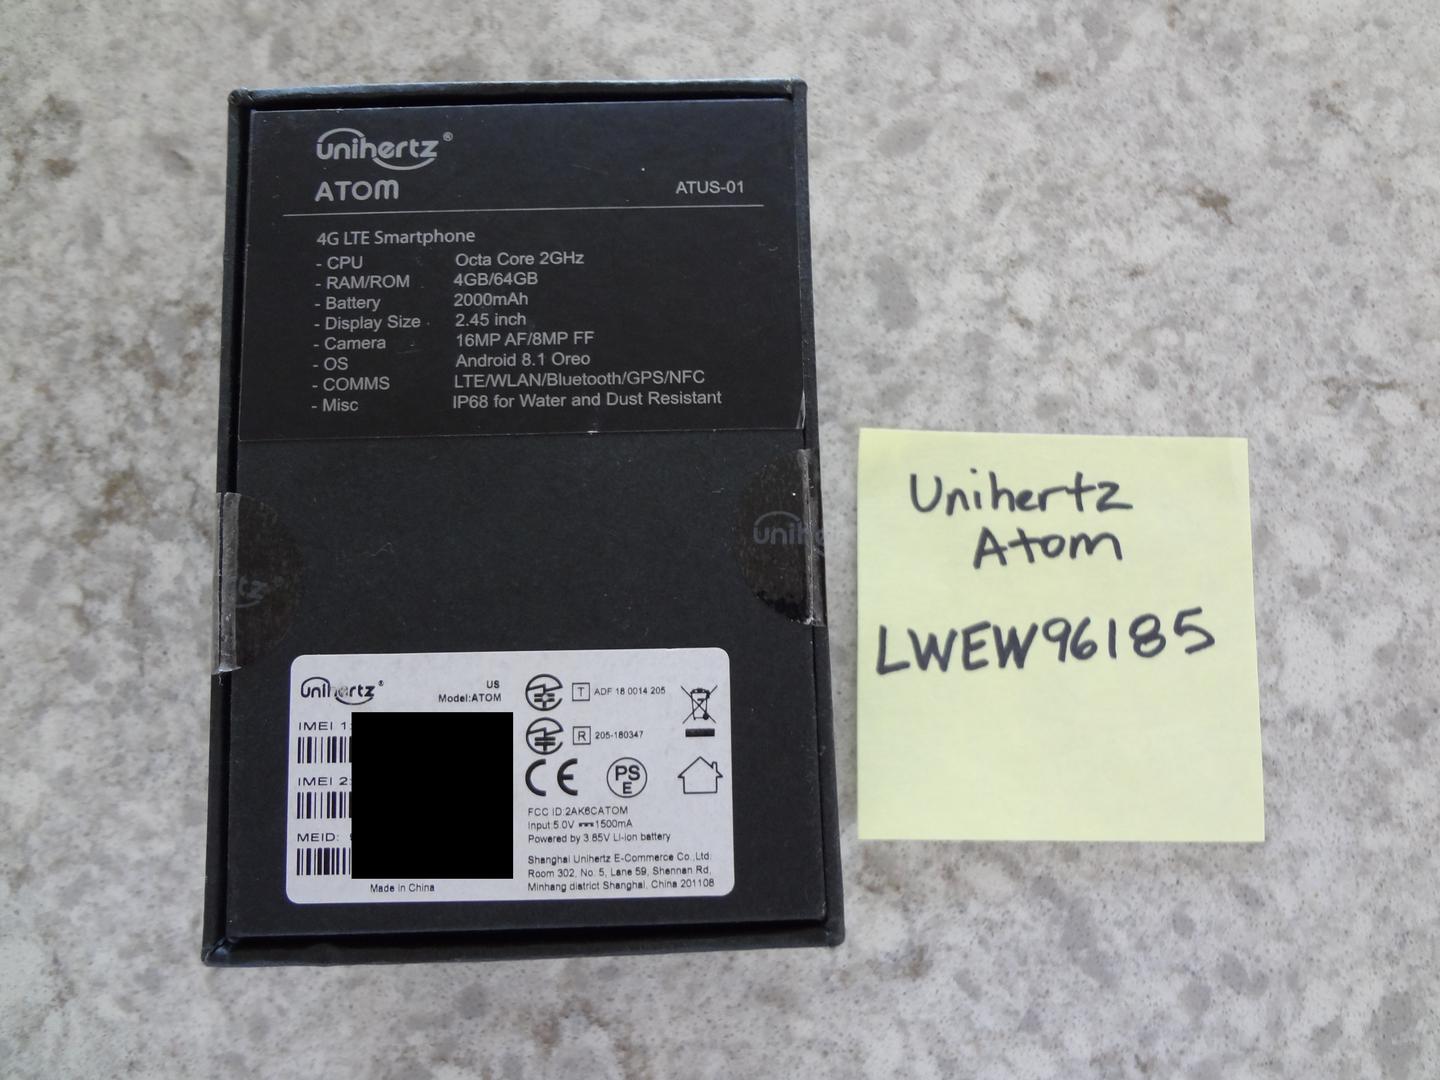 unihertz®
ATOM ATUS-01
4G LTE Smartphone
- CPU Octa Core 2GHz
- RAM/ROM 4GB/64GB
- Battery 2000mAh
- Display Size 2.45 inch
- Camera 16MP AF/8MP FF
- OS Android 8.1 Oreo
- COMMS LTE/WLAN/Bluetooth/GPS/NFC
- Misc IP68 for Water and Dust Resistant
unih
tz
unihertz®
US
Model:ATOM
IMEI 1:
IMEI 2:
MEID:
Made in China
T ADF 18 0014 205
R 205-180347
CE
PS
E
FCC ID:2AK6CATOM
Input:5.0V 1500mA
Powered by 3.85V Li-ion battery
Shanghai Unihertz E-Commerce Co.,Ltd.
Room 302, No. 5, Lane 59, Shennan Rd,
Minhang district Shanghai, China 201108
Unihertz
Atom
LWEW96185